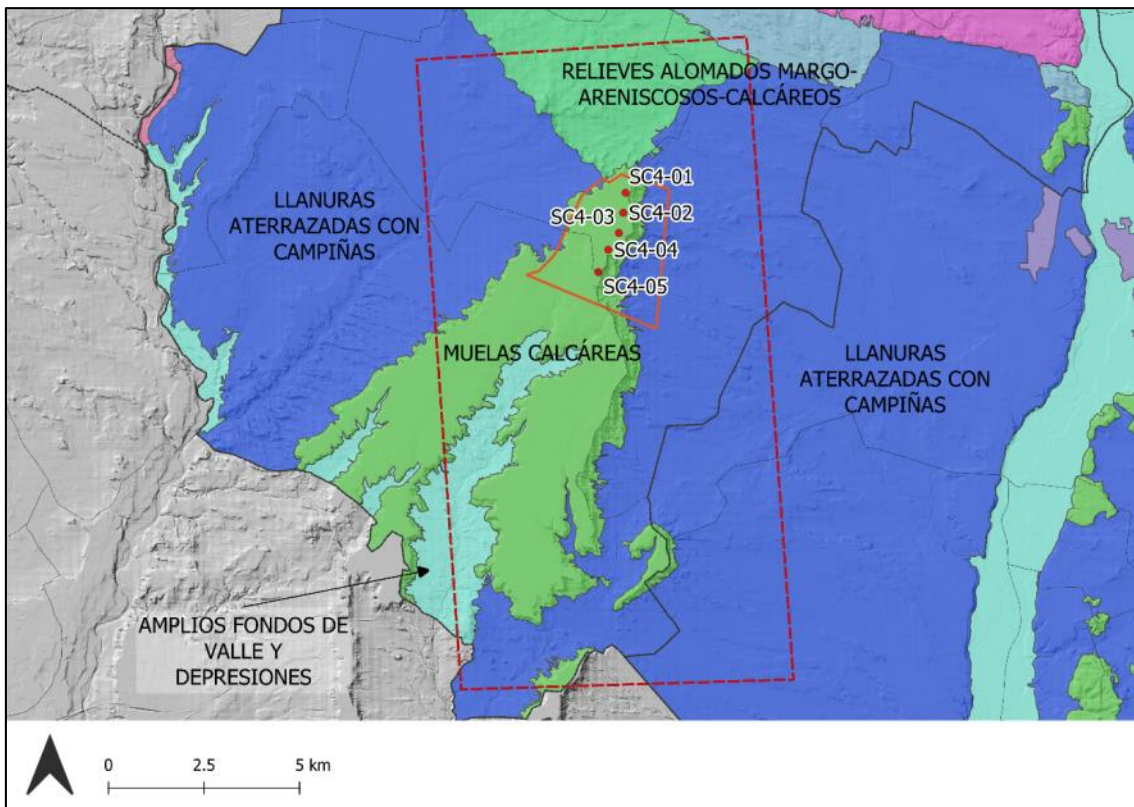 RELIEVES ALOMADOS MARGO-
ARENISCOSOS-CALCÁREOS
LLANURAS
ATERRAZADAS CON
CAMPIÑAS
SC4-01
SC4-03
SC4-02
SC4-04
SC4-05
MUELAS CALCÁREAS
LLANURAS
ATERRAZADAS CON
CAMPIÑAS
AMPLIOS FONDOS DE
VALLE Y
DEPRESIONES
0 2.5 5 km